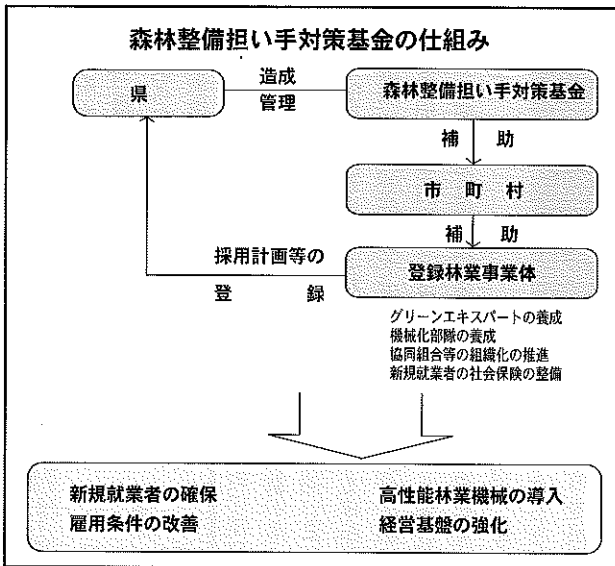 森林整備担い手対策基金の仕組み
県
造成
管理
森林整備担い手対策基金
補助
市町村
補助
採用計画等の
登録
登録林業事業体
グリーンエキスパートの養成
機械化部隊の養成
協同組合等の組織化の推進
新規就業者の社会保険の整備
新規就業者の確保
高性能林業機械の導入
雇用条件の改善
経営基盤の強化